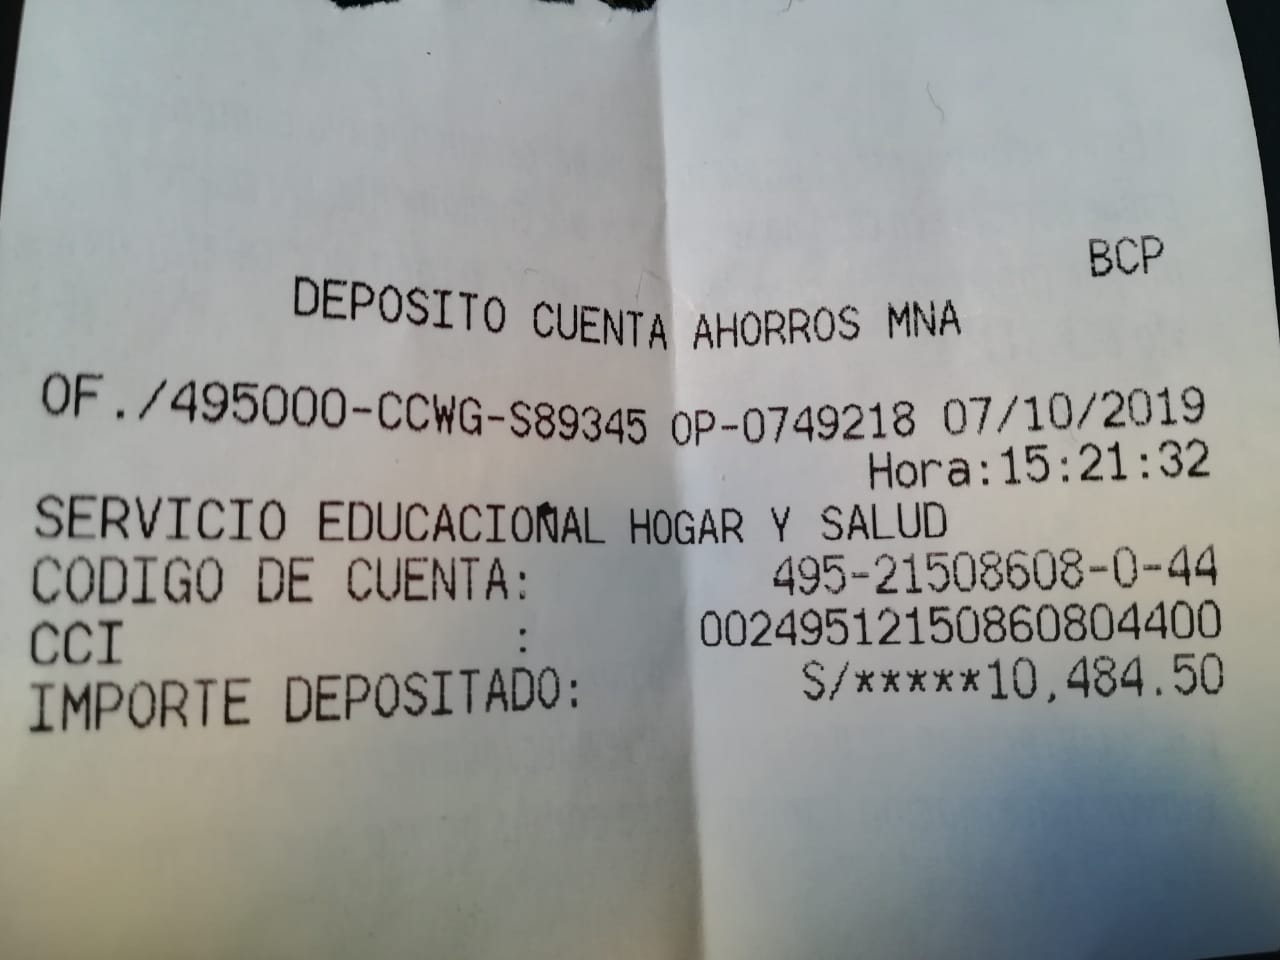 BCP
DEPOSITO CUENTA AHORROS MNA
OF./495000-CCWG-S89345 OP-0749218 07/10/2019
Hora:15:21:32
SERVICIO EDUCACIONAL HOGAR Y SALUD
CODIGO DE CUENTA: 495-21508608-0-44
CCI : 00249512150860804400
IMPORTE DEPOSITADO: S/*****10,484.50